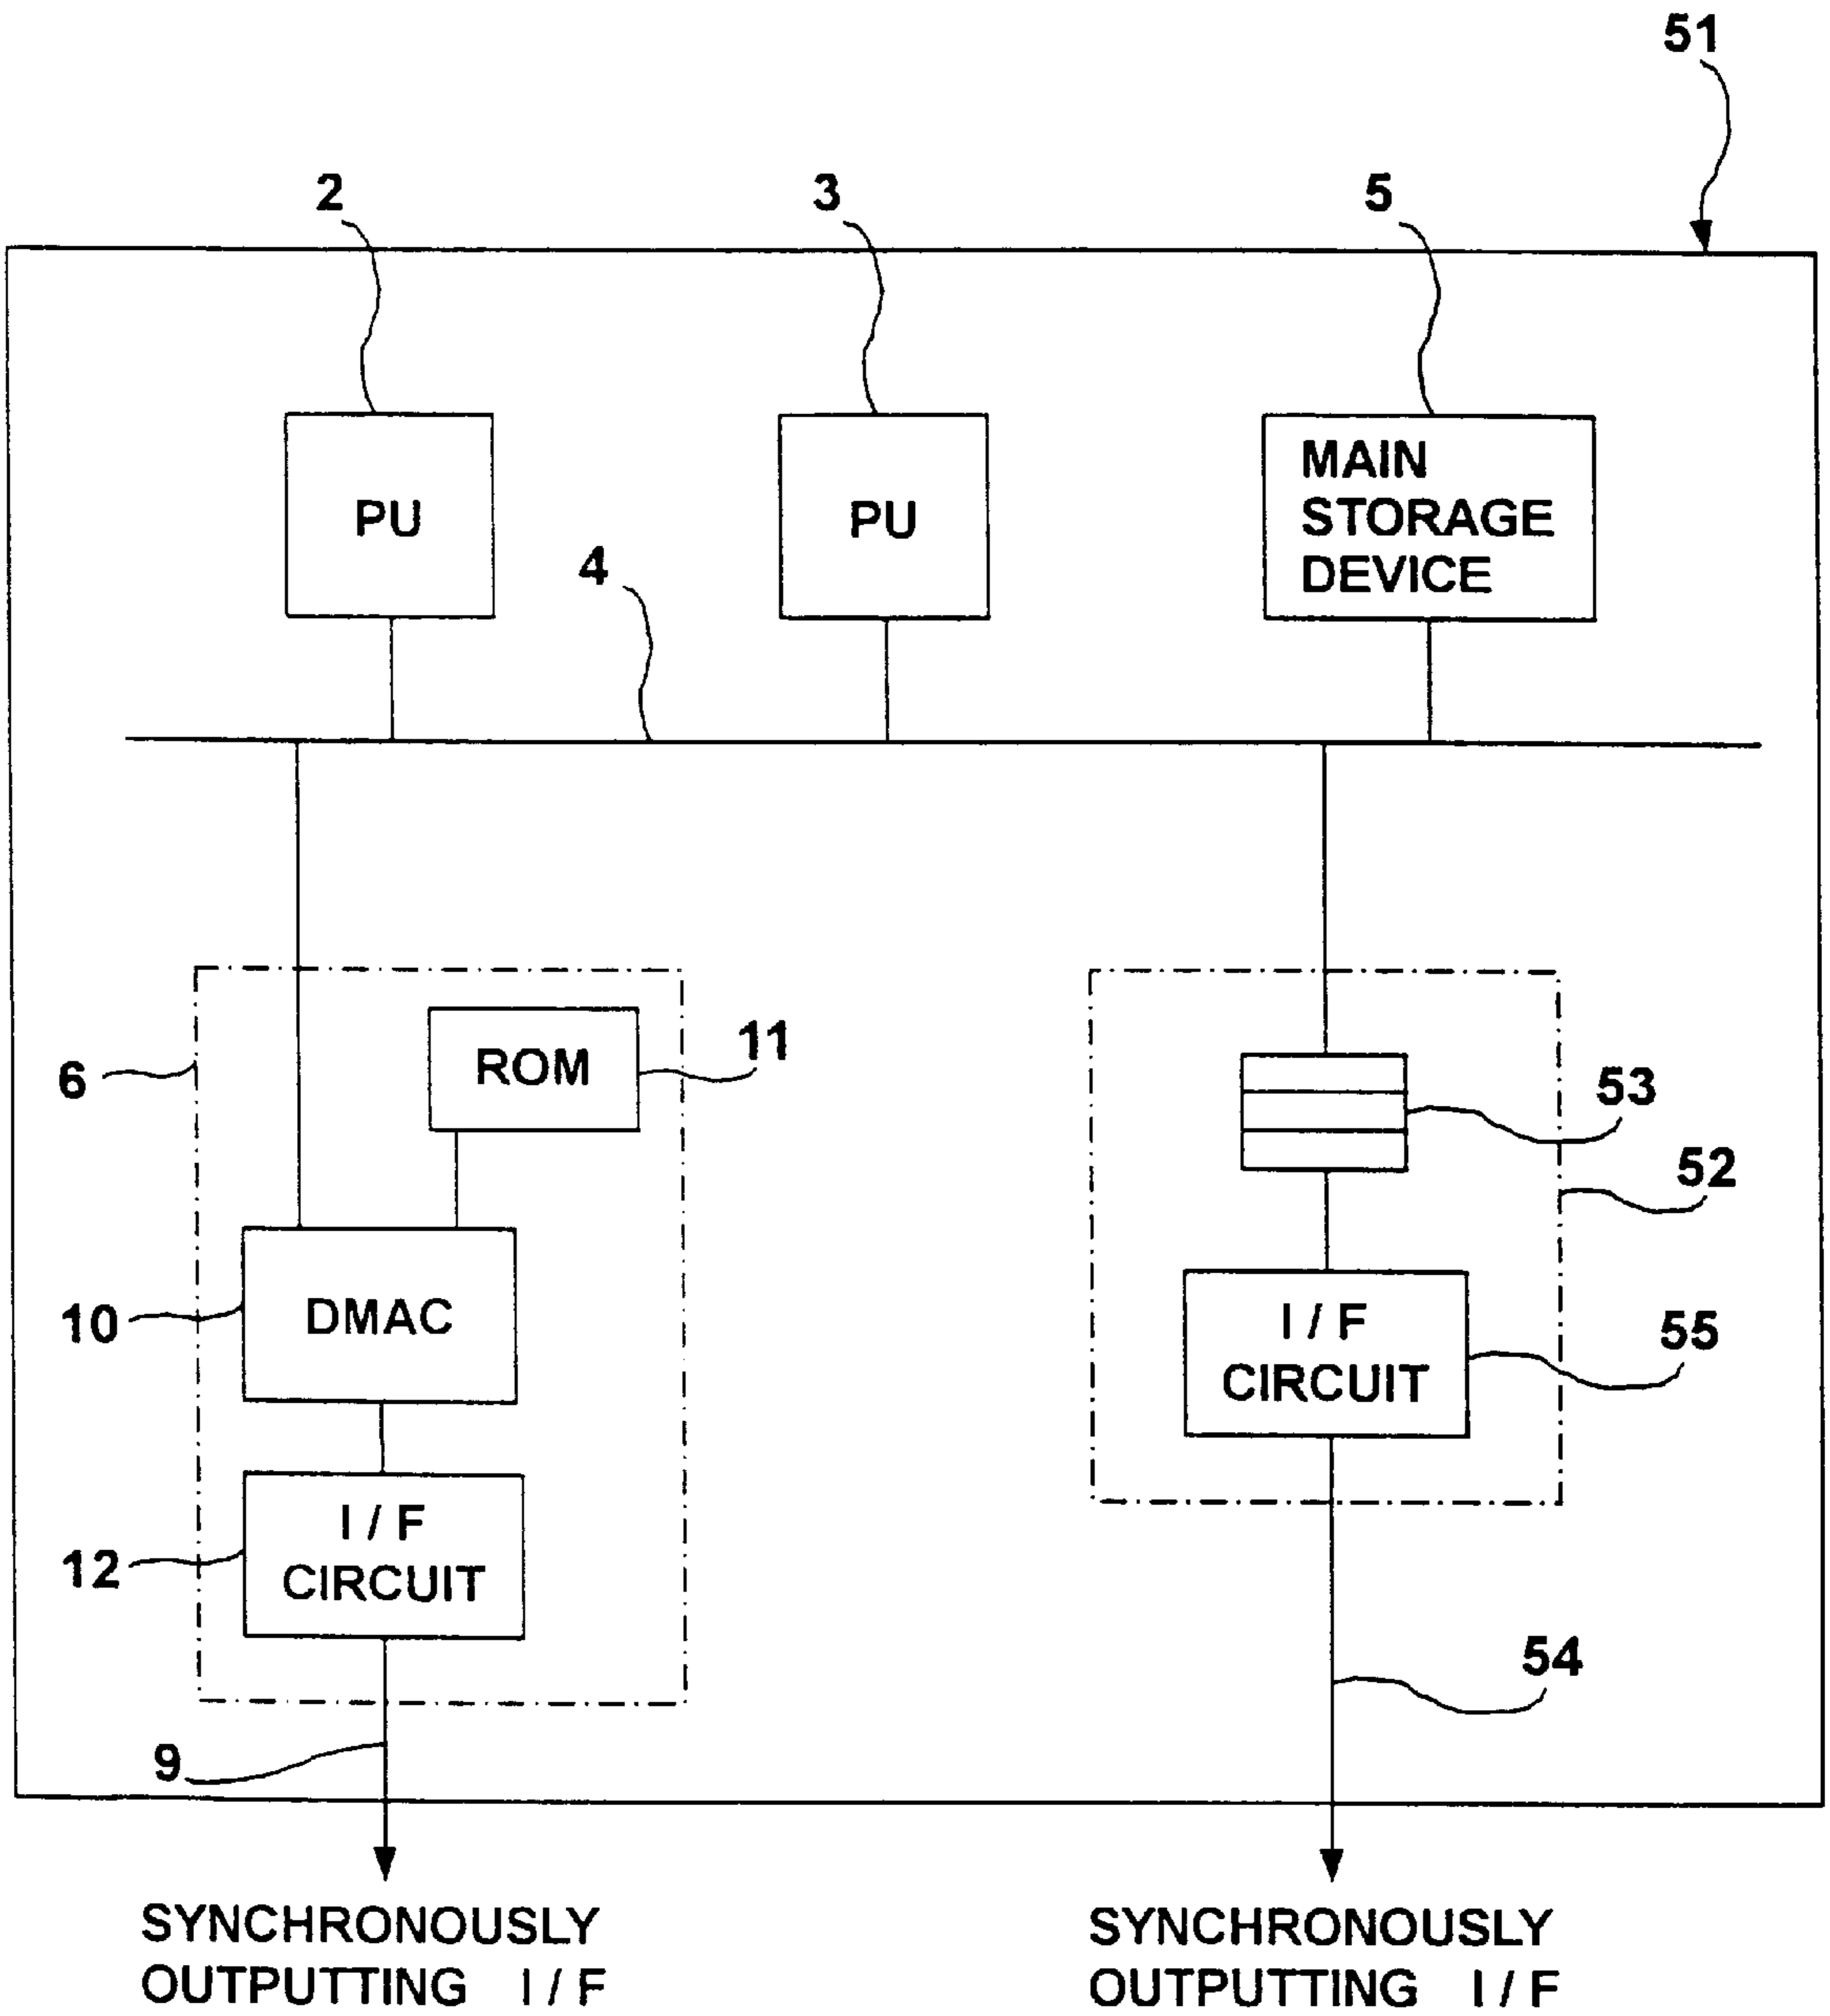 51
2
3
5
PU
PU
MAIN
STORAGE
DEVICE
4
6
ROM
11
53
52
10
DMAC
I / F
CIRCUIT
55
12
I / F
CIRCUIT
54
9
SYNCHRONOUSLY
OUTPUTTING I / F
SYNCHRONOUSLY
OUTPUTTING I / F